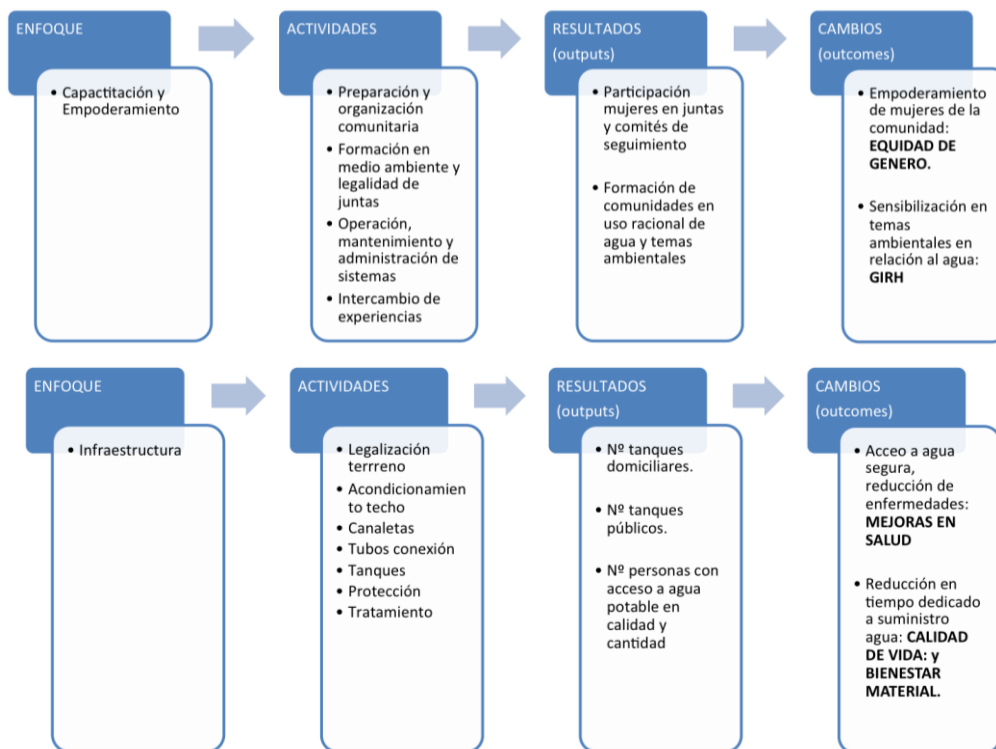 ENFOQUE
• Capactitación y
Empoderamiento
ACTIVIDADES
• Preparación y
organización
comunitaria
• Formación en
medio ambiente y
legalidad de
juntas
• Operación,
mantenimiento y
administración de
sistemas
• Intercambio de
experiencias
RESULTADOS
(outputs)
• Participación
mujeres en juntas
y comités de
seguimiento
• Formación de
comunidades en
uso racional de
agua y temas
ambientales
CAMBIOS
(outcomes)
• Empoderamiento
de mujeres de la
comunidad:
EQUIDAD DE
GENERO.
• Sensibilización en
temas
ambientales en
relación al agua:
GIRH
ENFOQUE
• Infraestructura
ACTIVIDADES
• Legalización
terrreno
• Acondicionamien
to techo
• Canaletas
• Tubos conexión
• Tanques
• Protección
• Tratamiento
RESULTADOS
(outputs)
• Nº tanques
domiciliares.
• Nº tanques
públicos.
• Nº personas con
acceso a agua
potable en
calidad y
cantidad
CAMBIOS
(outcomes)
• Acceo a agua
segura,
reducción de
enfermedades:
MEJORAS EN
SALUD
• Reducción en
tiempo dedicado
a suministro
agua: CALIDAD
DE VIDA: y
BIENESTAR
MATERIAL.